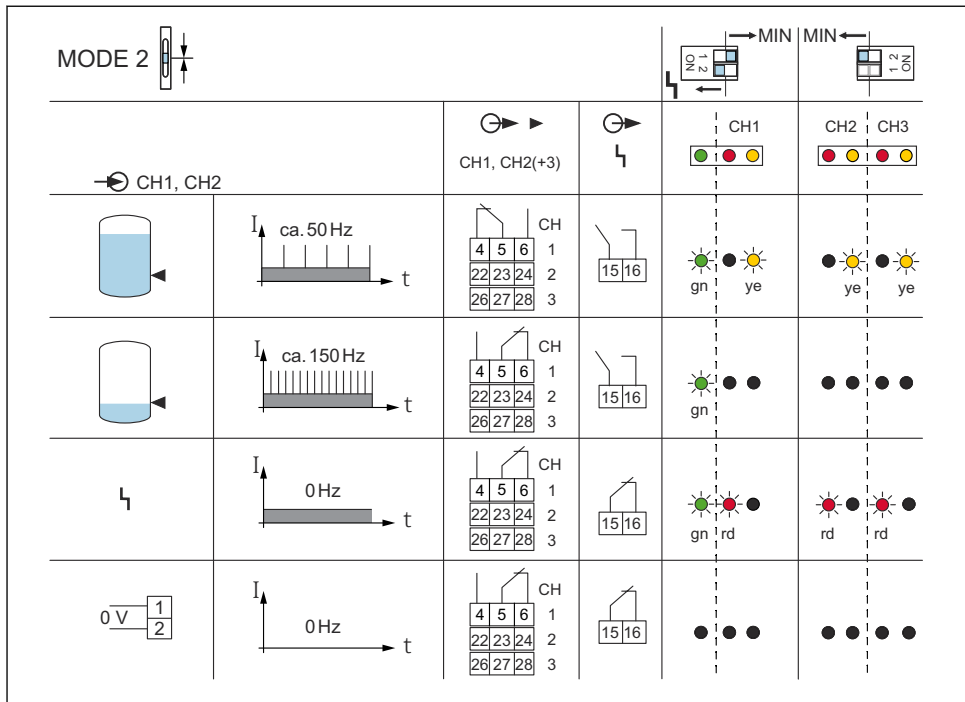 MODE 2
MIN MIN
ON 1 2
1 2 ON
CH1, CH2
CH1, CH2(+3)
CH1
CH2 CH3
I ca. 50 Hz t
CH
4 5 6 1
22 23 24 2
26 27 28 3
15 16
gn ye
ye ye
I ca. 150 Hz t
CH
4 5 6 1
22 23 24 2
26 27 28 3
15 16
gn
I 0 Hz t
CH
4 5 6 1
22 23 24 2
26 27 28 3
15 16
gn rd
rd rd
0 V 1
2
I 0 Hz t
CH
4 5 6 1
22 23 24 2
26 27 28 3
15 16